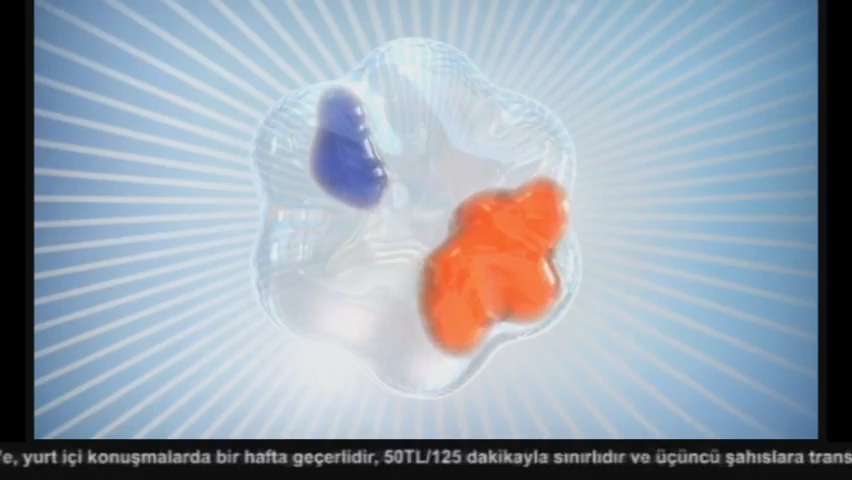 'e, yurt içi konuşmalarda bir hafta geçerlidir, 50TL/125 dakikayla sınırlıdır ve üçüncü şahıslara trans